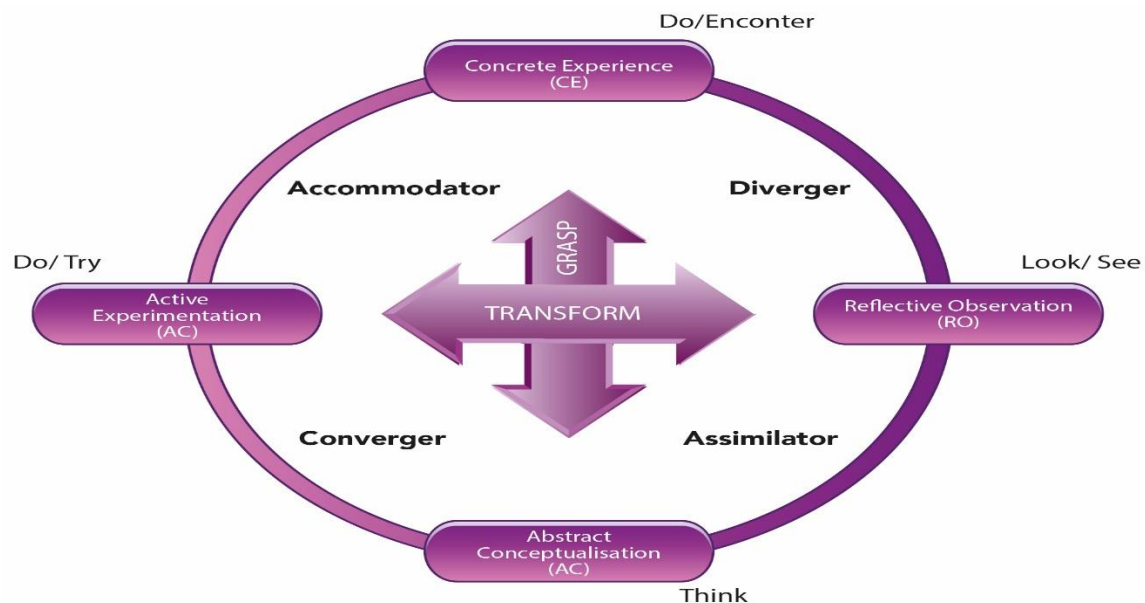 Do/Enconter
Concrete Experience
(CE)
Accommodator
Diverger
GRASP
Do/ Try
Look/ See
Active
Experimentation
(AC)
TRANSFORM
Reflective Observation
(RO)
Converger
Assimilator
Abstract
Conceptualisation
(AC)
Think